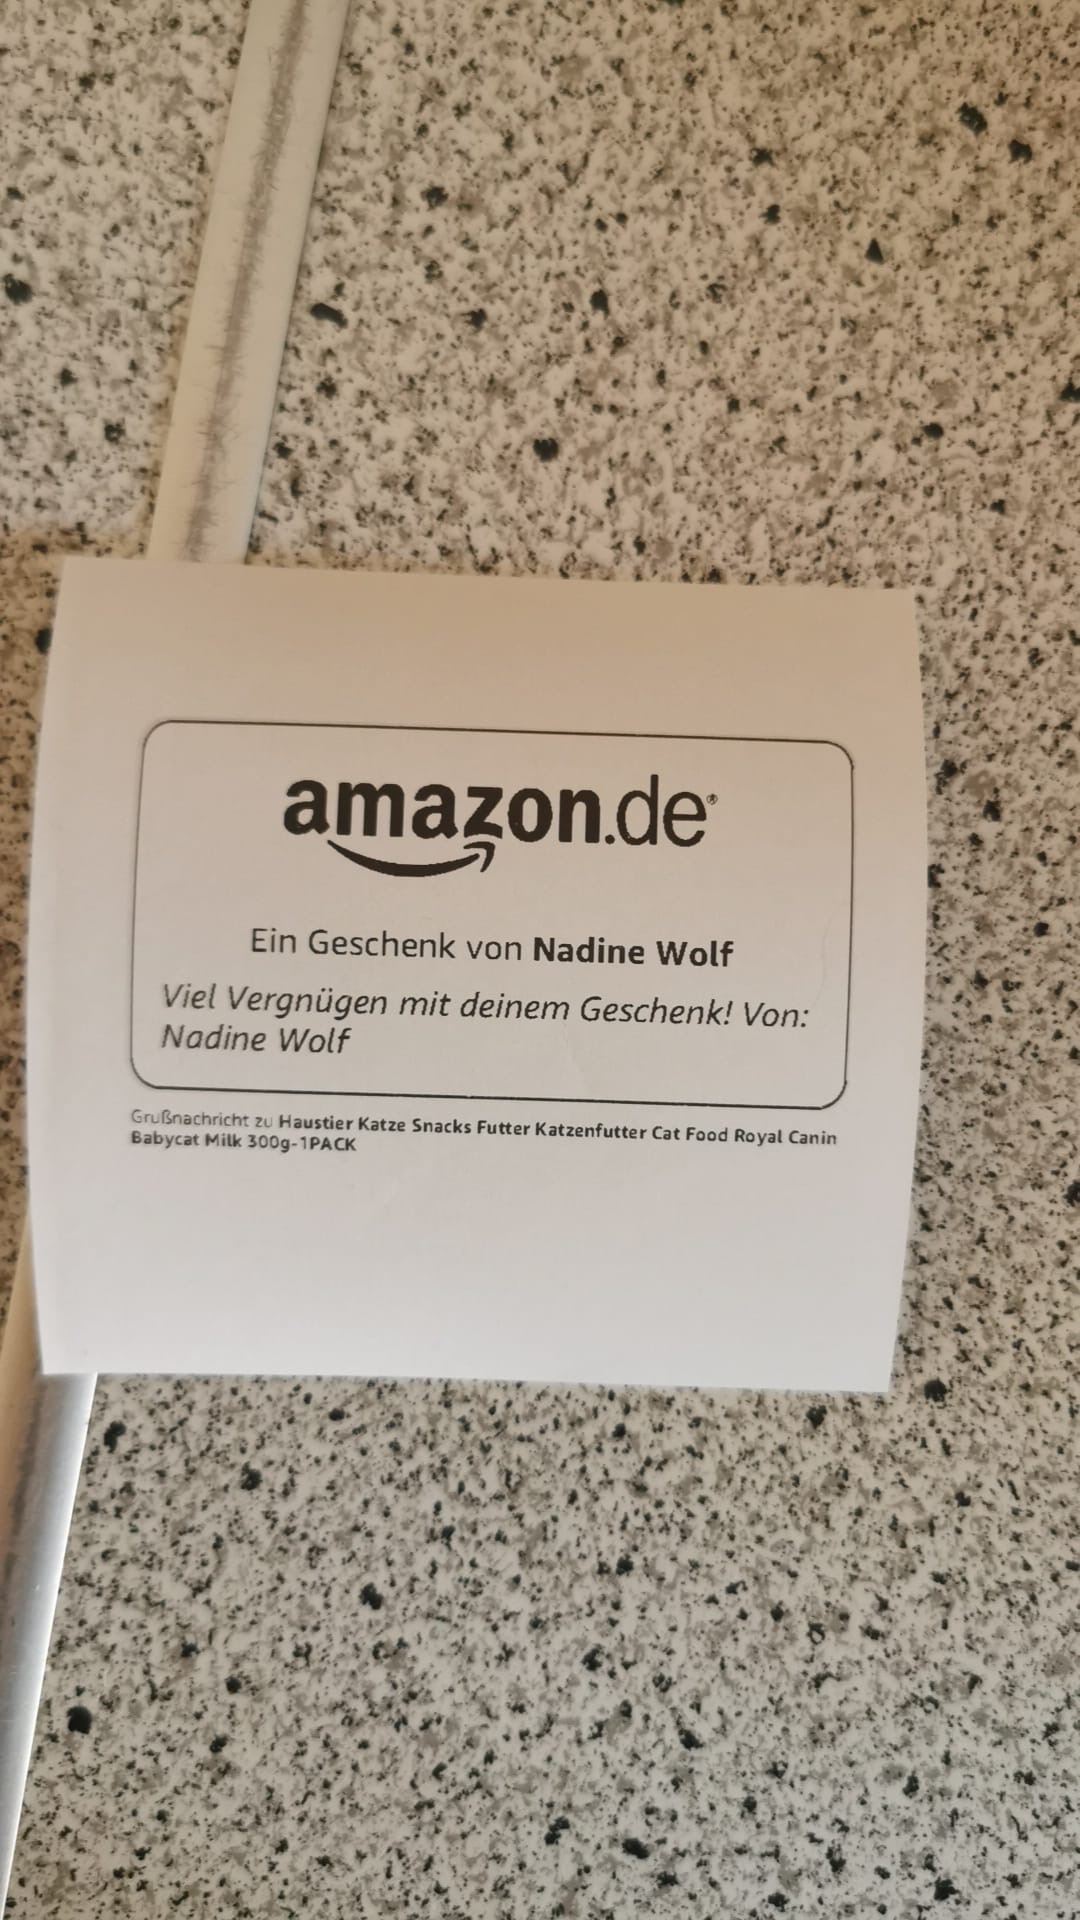 amazon.de
Ein Geschenk von Nadine Wolf
Viel Vergnügen mit deinem Geschenk! Von:
Nadine Wolf
Grußnachricht zu Haustier Katze Snacks Futter Katzenfutter Cat Food Royal Canin
Babycat Milk 300g-1PACK